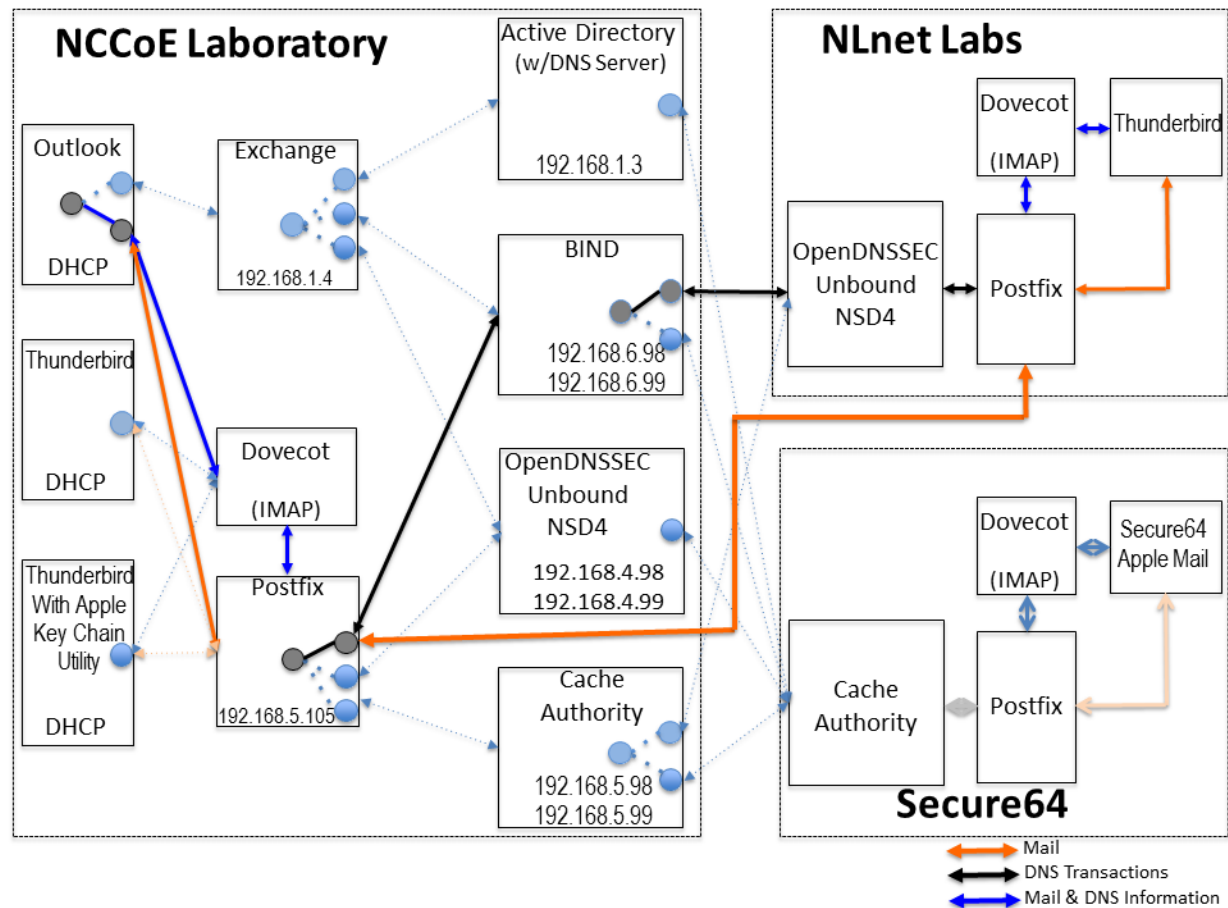 NCCoE Laboratory
Outlook
DHCP
Thunderbird
DHCP
Thunderbird
With Apple
Key Chain
Utility
DHCP
Exchange
192.168.1.4
Dovecot
(IMAP)
Postfix
192.168.5.105
Active Directory
(w/DNS Server)
192.168.1.3
BIND
192.168.6.98
192.168.6.99
OpenDNSSEC
Unbound
NSD4
192.168.4.98
192.168.4.99
Cache
Authority
192.168.5.98
192.168.5.99
NLnet Labs
OpenDNSSEC
Unbound
NSD4
Dovecot
(IMAP)
Thunderbird
Postfix
Cache
Authority
Dovecot
(IMAP)
Secure64
Apple Mail
Postfix
Secure64
Mail
DNS Transactions
Mail & DNS Information